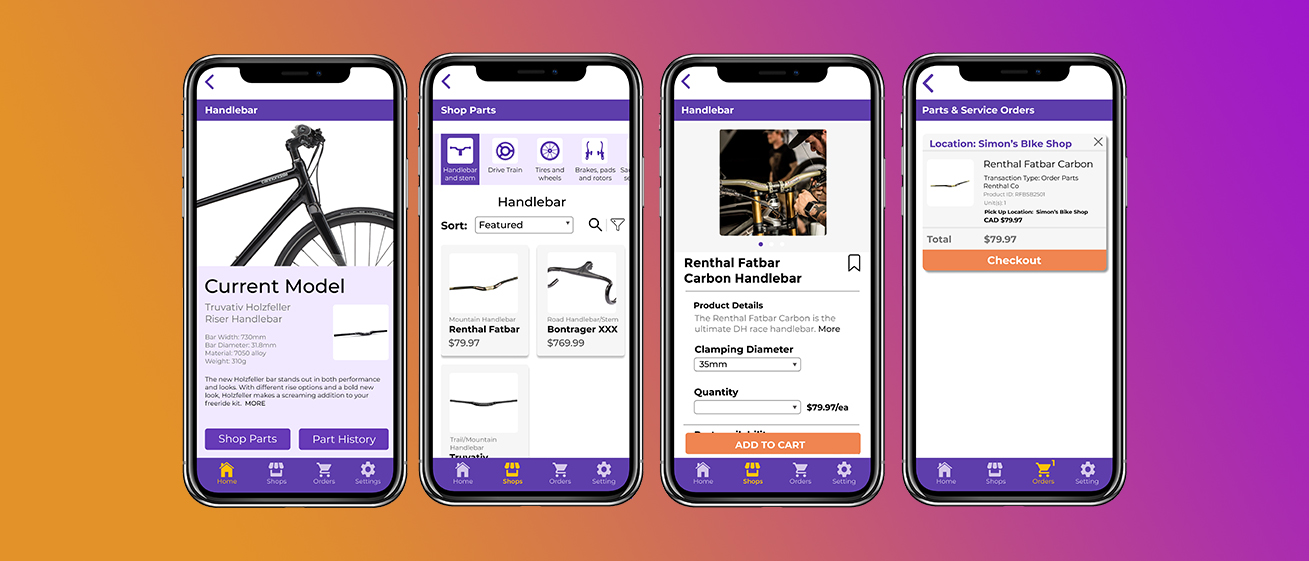 Handlebar
Current Model
Truvativ Holzfeller
Riser Handlebar
Bar Width: 730mm
Bar Diameter: 31.8mm
Material: 7050 alloy
Weight: 310g
The new Holzfeller bar stands out in both performance
and looks. With different rise options and a bold new
look, Holzfeller makes a screaming addition to your
freeride kit. MORE
Shop Parts
Part History
Home
Shops
Orders
Settings
Shop Parts
Handlebar
and stem
Drive Train
Tires and
wheels
Brakes, pads
and rotors
Handlebar
Sort:
Featured
Mountain Handlebar
Renthal Fatbar
$79.97
Road Handlebar/Stem
Bontrager XXX
$769.99
Trail/Mountain
Handlebar
Truvativ
Home
Shops
Orders
Setting
Handlebar
Renthal Fatbar
Carbon Handlebar
Product Details
The Renthal Fatbar Carbon is the
ultimate DH race handlebar. More
Clamping Diameter
35mm
Quantity
$79.97/ea
ADD TO CART
Home
Shops
Orders
Setting
Parts & Service Orders
Location: Simon's BIke Shop
Renthal Fatbar Carbon
Transaction Type: Order Parts
Renthal Co
Unit(s): 1
Pick Up Location: Simon's Bike Shop
CAD $79.97
Total
$79.97
Checkout
Home
Shops
1
Orders
Setting